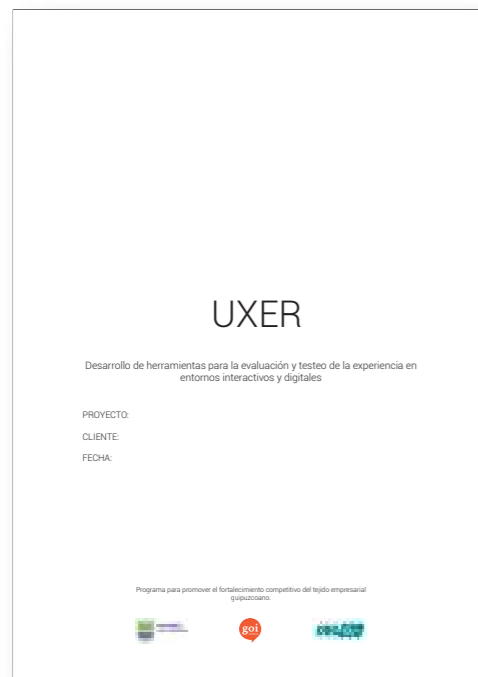 UXER
Desarrollo de herramientas para la evaluación y testeo de la experiencia en
entornos interactivos y digitales
PROYECTO:
CLIENTE:
FECHA:
Programa para promover el fortalecimiento competitivo del tejido empresarial
guipuzcoano.
goi